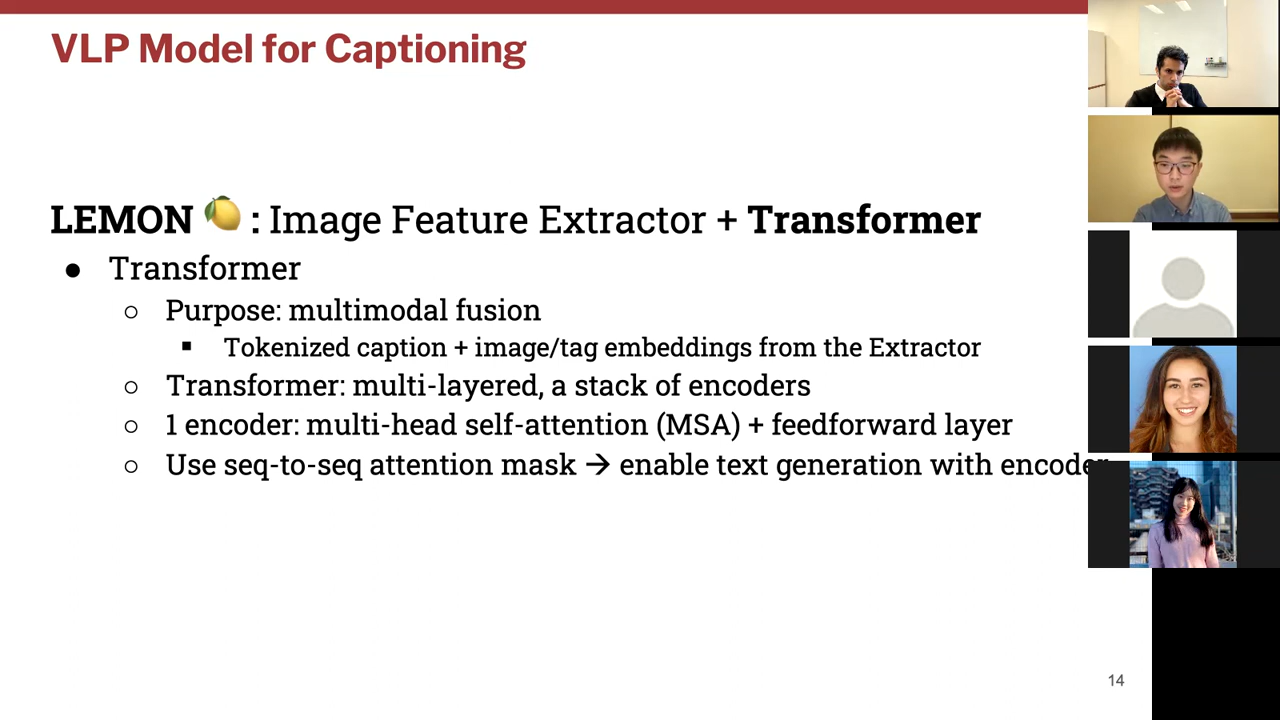 VLP Model for Captioning
LEMON 🍋 : Image Feature Extractor + Transformer
● Transformer
○ Purpose: multimodal fusion
▪ Tokenized caption + image/tag embeddings from the Extractor
○ Transformer: multi-layered, a stack of encoders
○ 1 encoder: multi-head self-attention (MSA) + feedforward layer
○ Use seq-to-seq attention mask → enable text generation with encoder
14